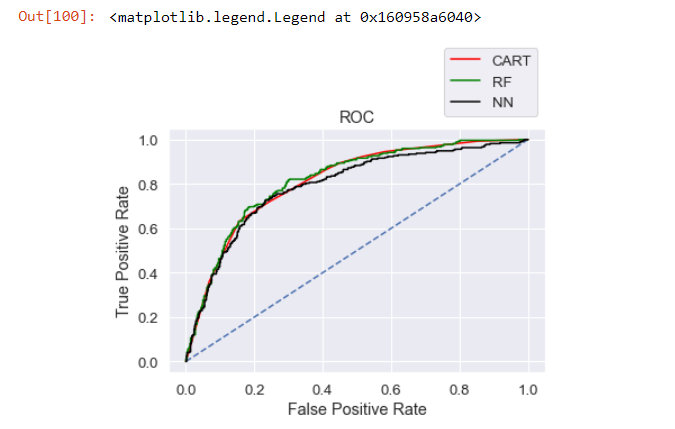 Out[100]: <matplotlib.legend.Legend at 0x160958a6040>
CART
RF
NN
ROC
1.0
0.8
0.6
0.4
0.2
0.0
True Positive Rate
0.0 0.2 0.4 0.6 0.8 1.0
False Positive Rate